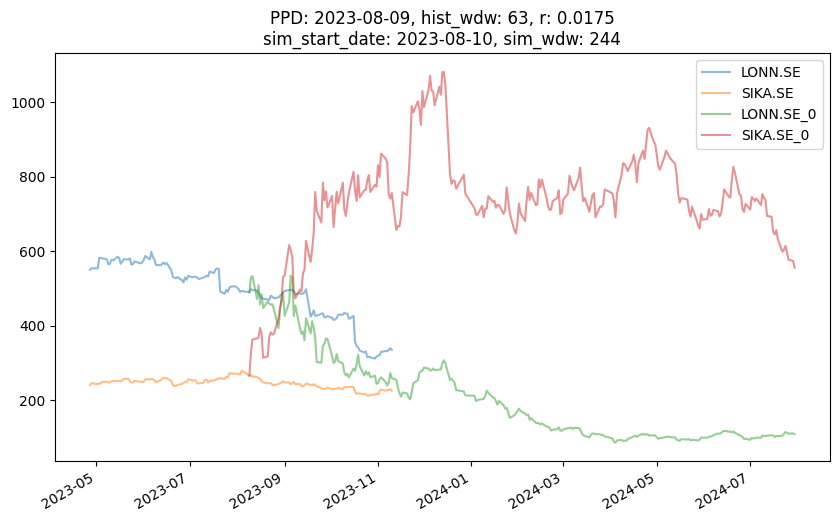 PPD: 2023-08-09, hist_wdw: 63, r: 0.0175
sim_start_date: 2023-08-10, sim_wdw: 244
LONN.SE
SIKA.SE
LONN.SE_0
SIKA.SE_0
1000
800
600
400
200
2023-05
2023-07
2023-09
2023-11
2024-01
2024-03
2024-05
2024-07